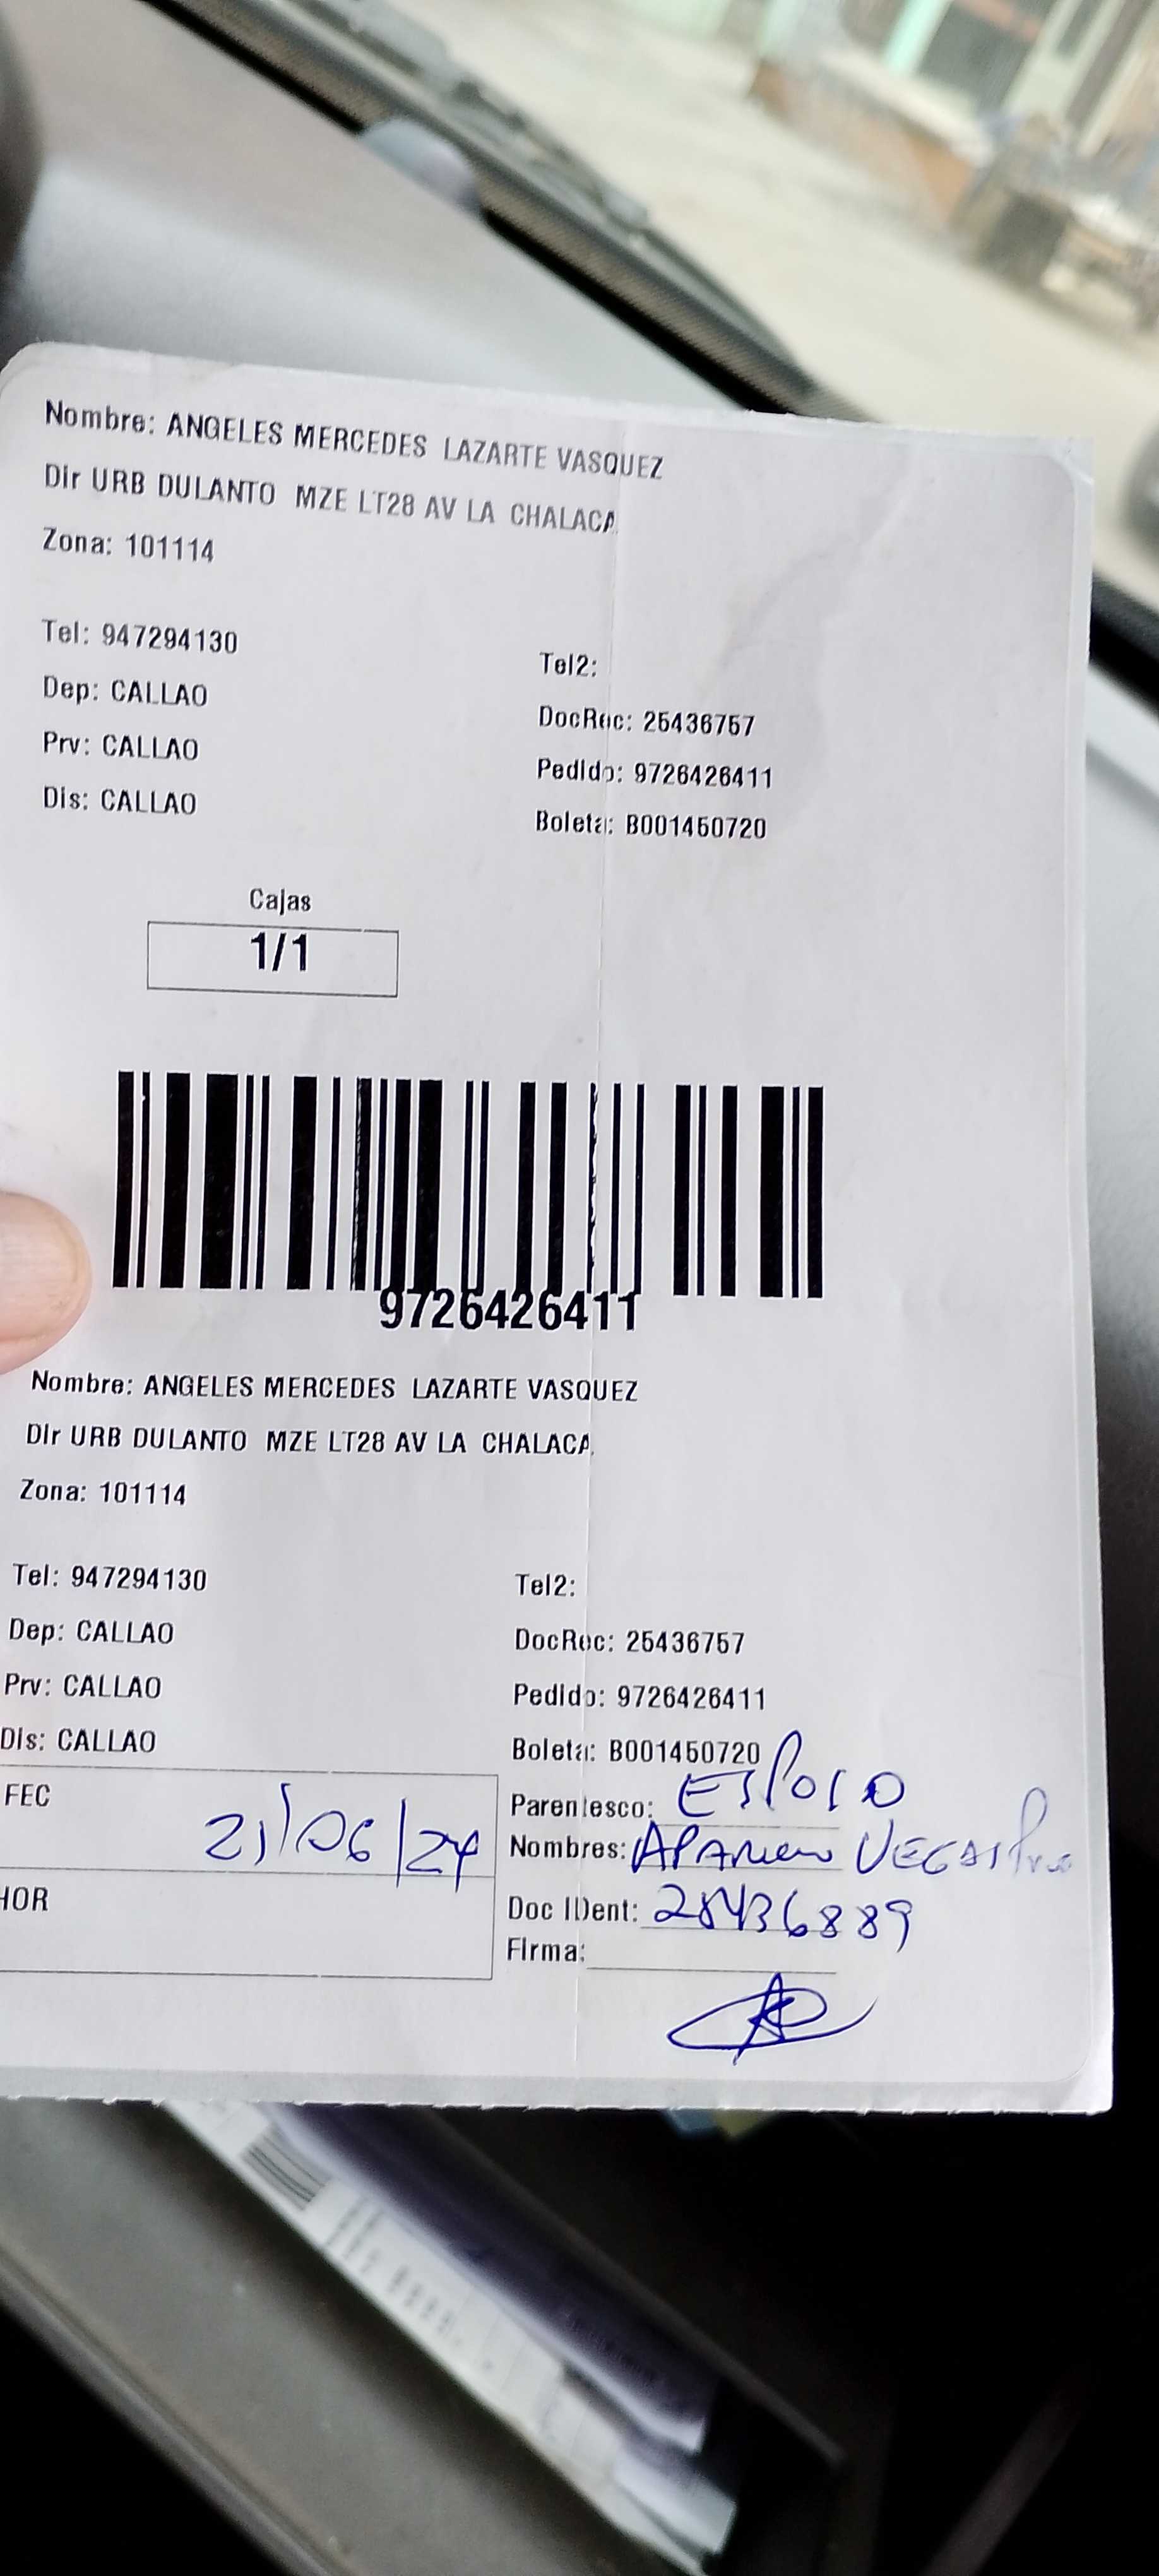 Nombre: ANGELES MERCEDES LAZARTE VASQUEZ
Dir URB DULANTO MZE LT28 AV LA CHALACA
Zona: 101114
Tel: 947294130
Tel2:
Dep: CALLAO
DocRec: 25436757
Prv: CALLAO
Pedido: 9726426411
Dis: CALLAO
Boleta: B001450720
Cajas
1/1
9726426411
Nombre: ANGELES MERCEDES LAZARTE VASQUEZ
Dir URB DULANTO MZE LT28 AV LA CHALACA
Zona: 101114
Tel: 947294130
Tel2:
Dep: CALLAO
DocRec: 25436757
Prv: CALLAO
Pedido: 9726426411
Dis: CALLAO
Boleta: B001450720
FEC 21/06/24
Parentesco: ESPOSO
Nombres: VEGAS
HOR
Doc IDent: 25436889
Firma: